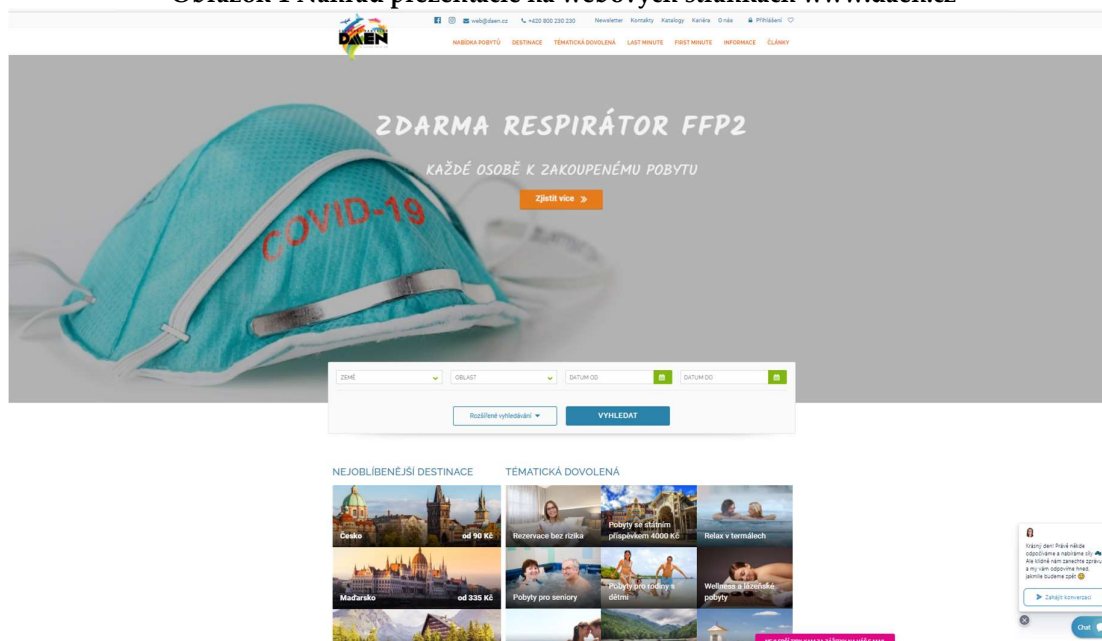 Obrázok 1 Náhľad prezentácie na webových stránkach www.daen.cz
web@daen.cz +420 800 230 230 Newsletter Kontakty Katalogy Kariéra O nás Přihlášení
DAEN
NABÍDKA POBYTŮ DESTINACE TÉMATICKÁ DOVOLENÁ LAST MINUTE FIRST MINUTE INFORMACE ČLÁNKY
ZDARMA RESPIRÁTOR FFP2
KAŽDÉ OSOBĚ K ZAKOUPENÉMU POBYTU
Zjistit více »
COVID-19
ZEMĚ OBLAST DATUM OD DATUM DO
Rozšířené vyhledávání VYHLEDAT
NEJOBLÍBENĚJŠÍ DESTINACE TÉMATICKÁ DOVOLENÁ
Česko od 90 Kč
Rezervace bez rizika
Pobyty se státním
příspěvkem 4000 Kč
Relax v termálech
Maďarsko od 335 Kč
Pobyty pro seniory
Pobyty pro rodiny s
dětmi
Wellness a lázeňské
pobyty
Krásný den! Právě někde
odpočíváme a nabíráme síly
Ale klidně nám zanechte zprávu
a my vám odpovíme hned,
jakmile budeme zpět
Zahájit konverzaci
Chat